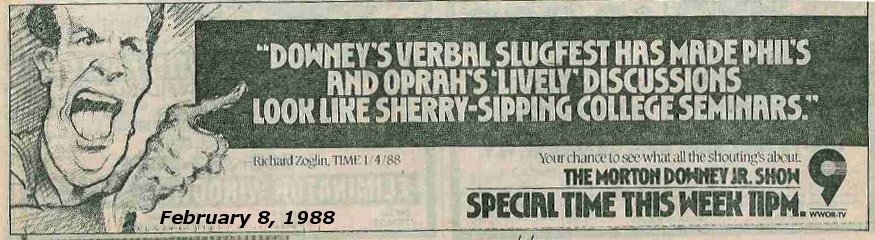 “DOWNEY’S VERBAL SLUGFEST HAS MADE PHIL’S
AND OPRAH’S ‘LIVELY’ DISCUSSIONS
LOOK LIKE SHERRY-SIPPING COLLEGE SEMINARS.”
Richard Zoglin, TIME 1/4/88
Your chance to see what all the shouting's about.
THE MORTON DOWNEY JR. SHOW
SPECIAL TIME THIS WEEK 11PM.
9
WWOR-TV
February 8, 1988